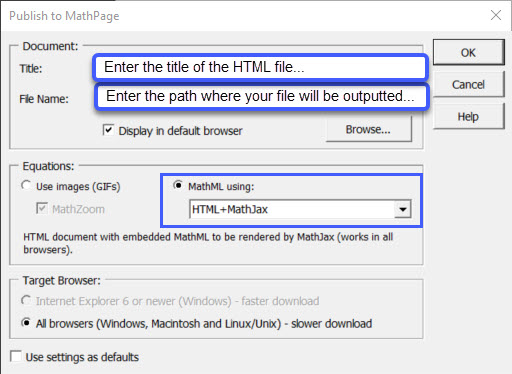 Publish to MathPage
Document:
Title:
Enter the title of the HTML file...
File Name:
Enter the path where your file will be outputted...
Display in default browser
Browse...
OK
Cancel
Help
Equations:
Use images (GIFs)
MathZoom
MathML using:
HTML+MathJax
HTML document with embedded MathML to be rendered by MathJax (works in all
browsers).
Target Browser:
Internet Explorer 6 or newer (Windows) - faster download
All browsers (Windows, Macintosh and Linux/Unix) - slower download
Use settings as defaults